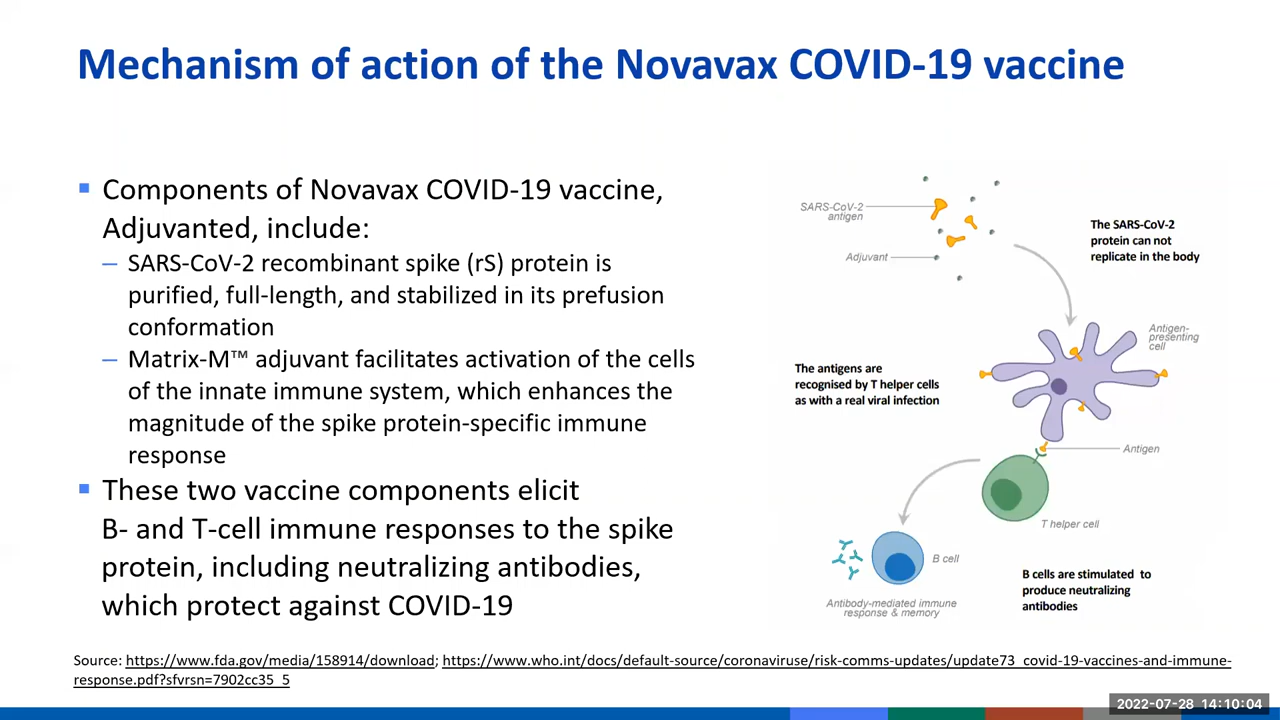 Mechanism of action of the Novavax COVID-19 vaccine
Components of Novavax COVID-19 vaccine,
Adjuvanted, include:
– SARS-CoV-2 recombinant spike (rS) protein is
purified, full-length, and stabilized in its prefusion
conformation
– Matrix-M™ adjuvant facilitates activation of the cells
of the innate immune system, which enhances the
magnitude of the spike protein-specific immune
response
These two vaccine components elicit
B- and T-cell immune responses to the spike
protein, including neutralizing antibodies,
which protect against COVID-19
SARS-CoV-2
antigen
Adjuvant
The SARS-CoV-2
protein can not
replicate in the body
Antigen-
presenting
cell
The antigens are
recognised by T helper cells
as with a real viral infection
Antigen
T helper cell
B cell
Antibody-mediated immune
response & memory
B cells are stimulated to
produce neutralizing
antibodies
Source: https://www.fda.gov/media/158914/download; https://www.who.int/docs/default-source/coronaviruse/risk-comms-updates/update73_covid-19-vaccines-and-immune-
response.pdf?sfvrsn=7902cc35_5
2022-07-28 14:10:04